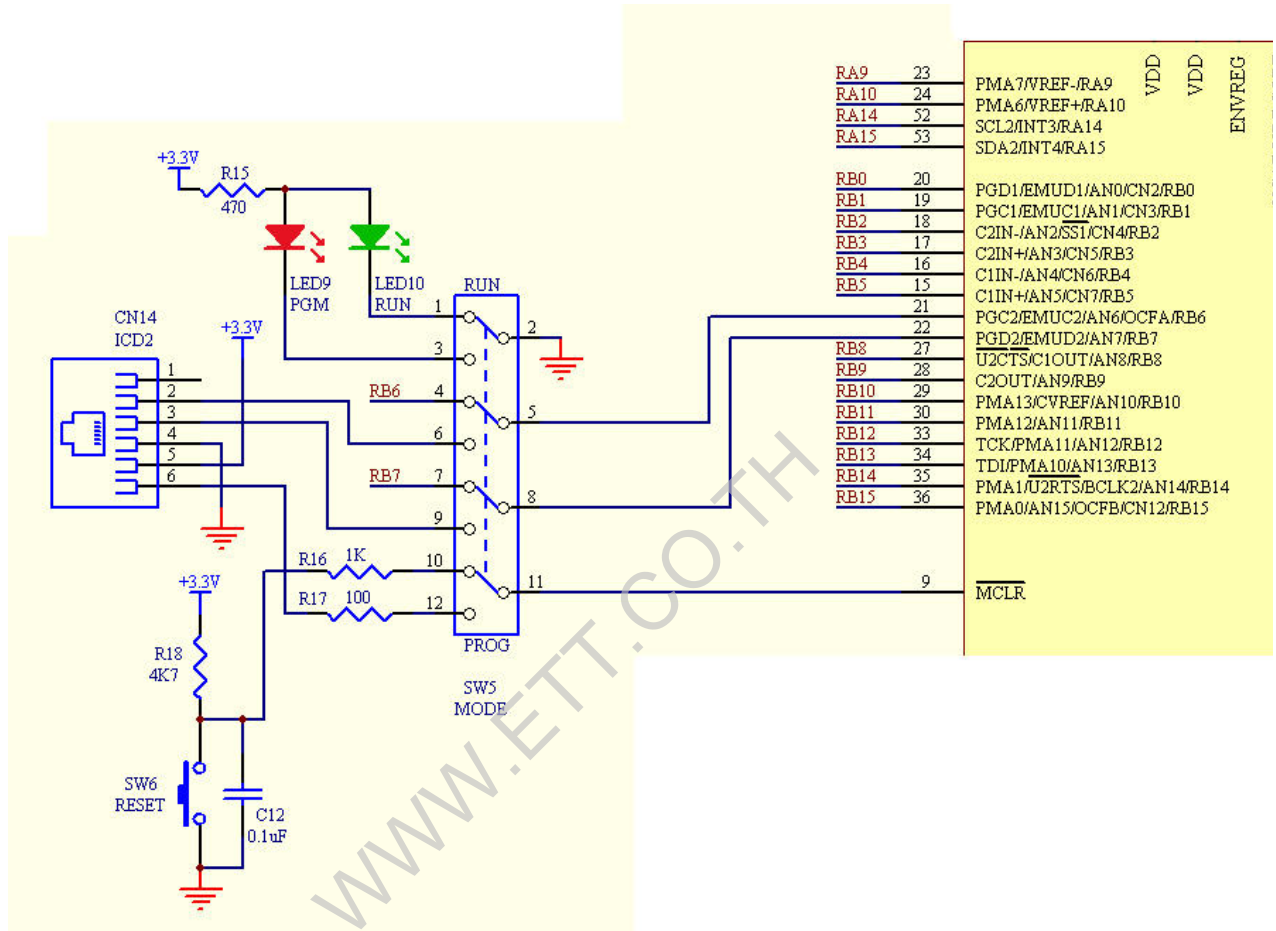 +3.3V
R15
470
LED9
PGM
LED10
RUN
RUN
CN14
ICD2
+3.3V
1
2
3
4
5
6
RB6
RB7
1
3
4
6
7
9
10
12
2
5
8
11
R16 1K
R17 100
PROG
SW5
MODE
+3.3V
R18
4K7
SW6
RESET
C12
0.1uF
RA9 23 PMA7/VREF-/RA9
RA10 24 PMA6/VREF+/RA10
RA14 52 SCL2/INT3/RA14
RA15 53 SDA2/INT4/RA15
RB0 20 PGD1/EMUD1/AN0/CN2/RB0
RB1 19 PGC1/EMUC1/AN1/CN3/RB1
RB2 18 C2IN-/AN2/SS1/CN4/RB2
RB3 17 C2IN+/AN3/CN5/RB3
RB4 16 C1IN-/AN4/CN6/RB4
RB5 15 C1IN+/AN5/CN7/RB5
21 PGC2/EMUC2/AN6/OCFA/RB6
22 PGD2/EMUD2/AN7/RB7
RB8 27 U2CTS/C1OUT/AN8/RB8
RB9 28 C2OUT/AN9/RB9
RB10 29 PMA13/CVREF/AN10/RB10
RB11 30 PMA12/AN11/RB11
RB12 33 TCK/PMA11/AN12/RB12
RB13 34 TDI/PMA10/AN13/RB13
RB14 35 PMA1/U2RTS/BCLK2/AN14/RB14
RB15 36 PMA0/AN15/OCFB/CN12/RB15
9 MCLR
VDD
VDD
ENVREG
WWW.ETT.CO.TH